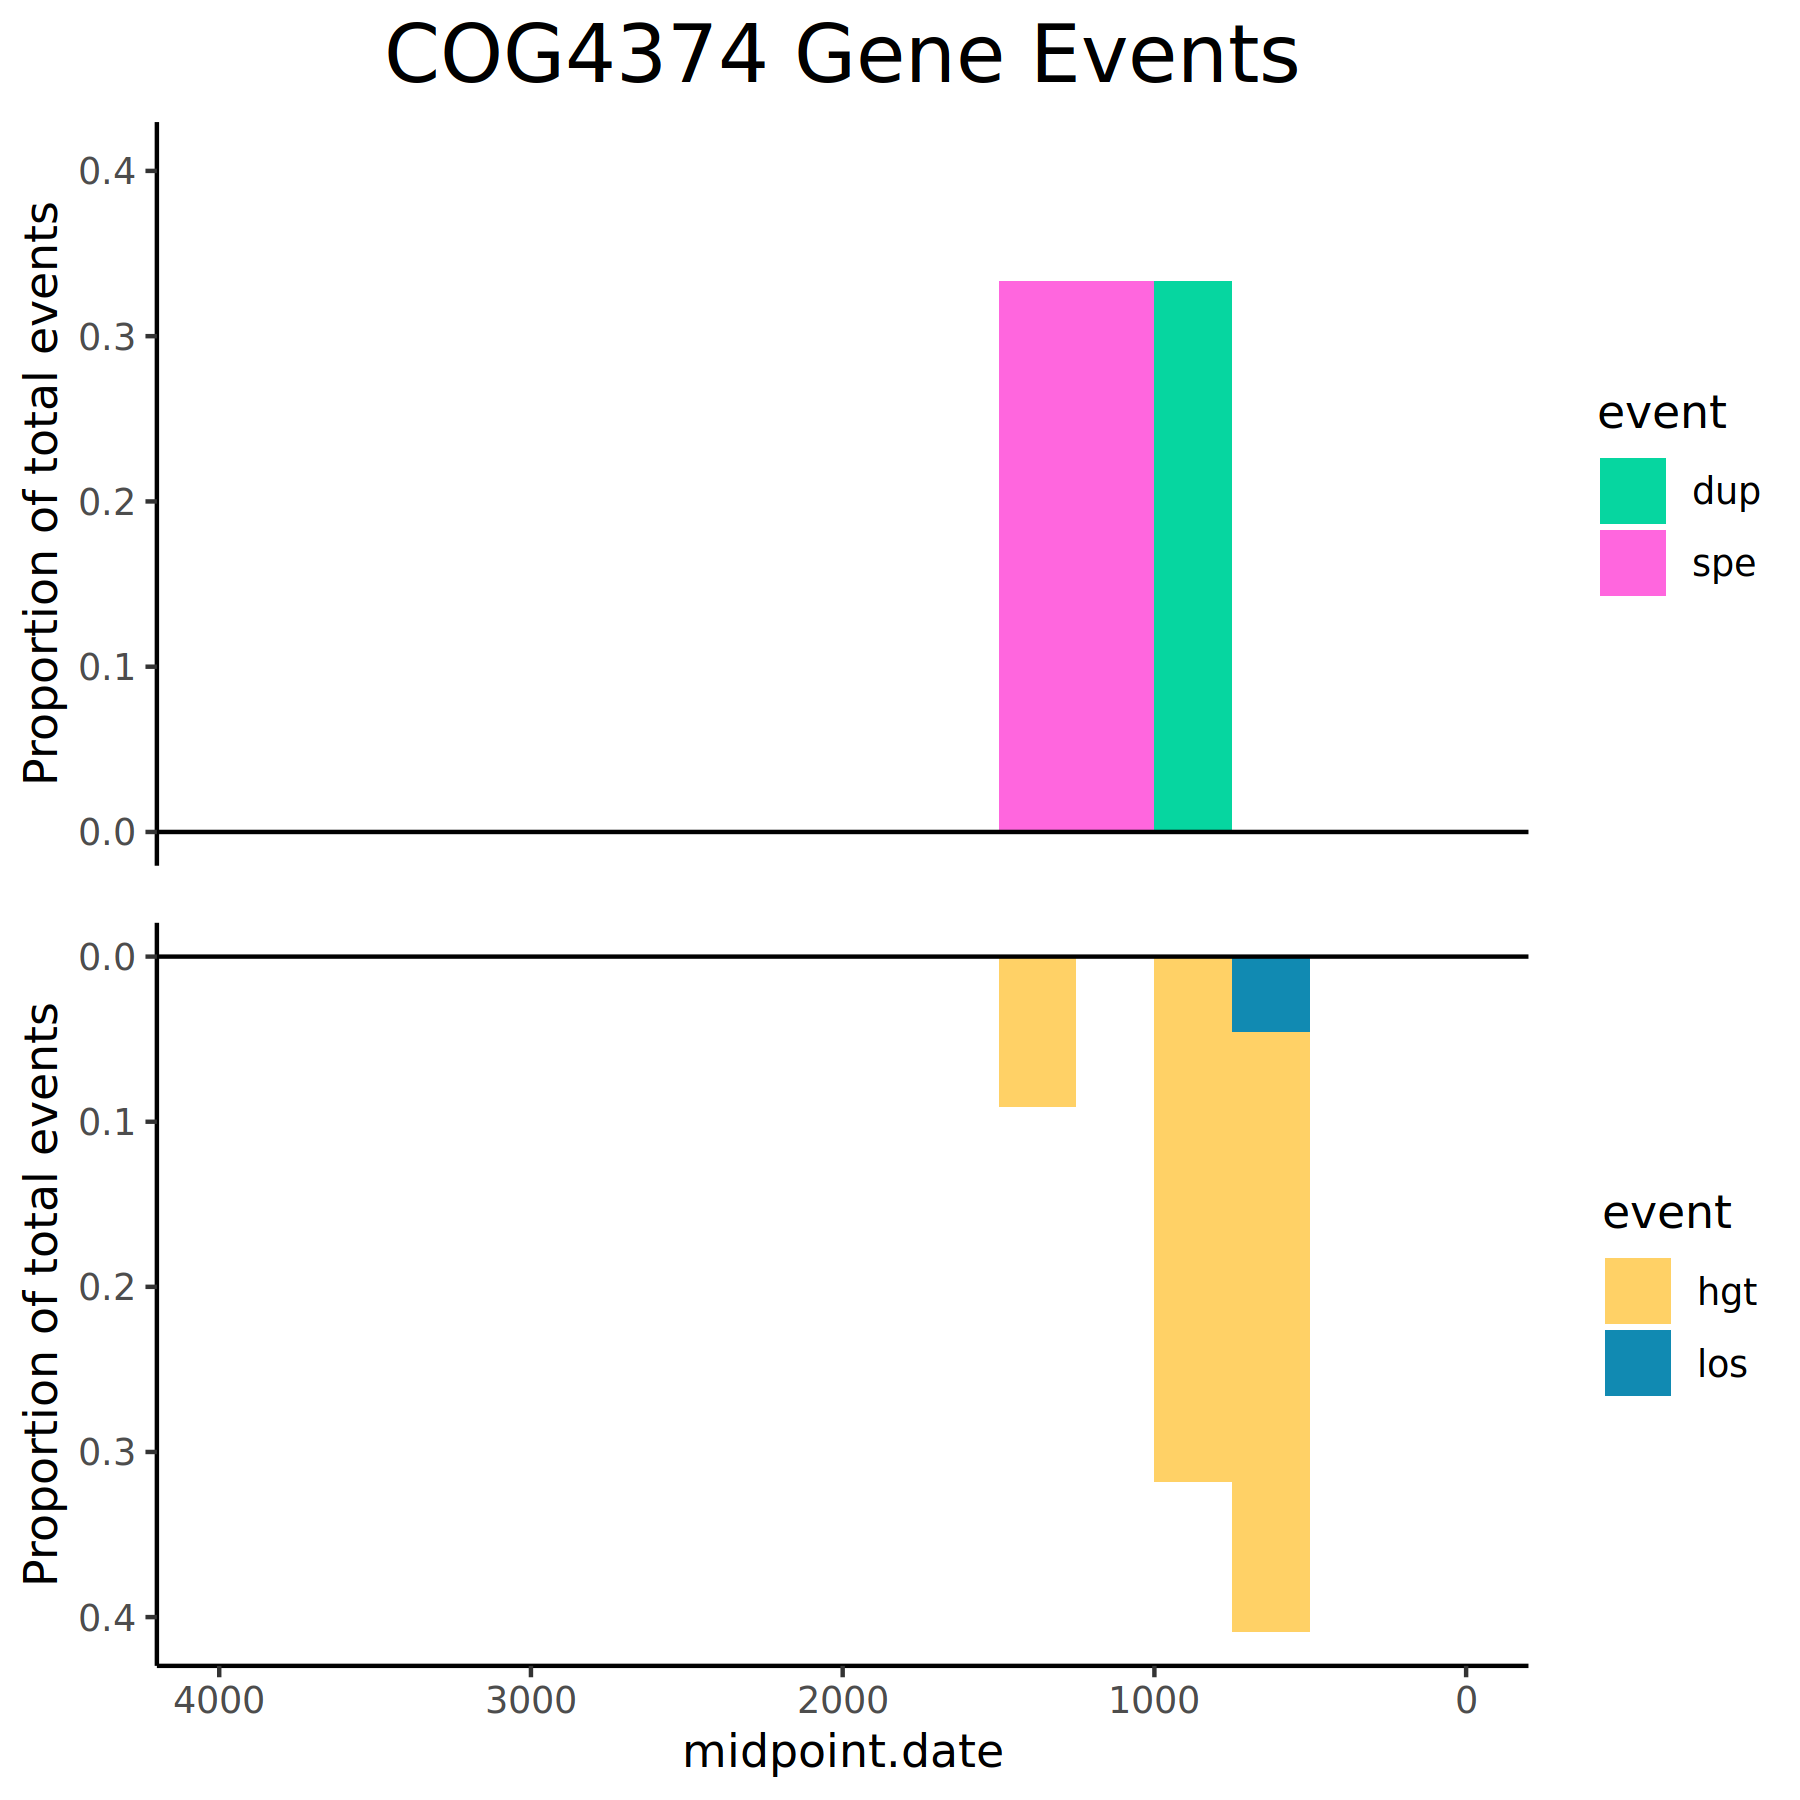 COG4374 Gene Events
Proportion of total events
0.4
0.3
0.2
0.1
0.0
event
dup
spe
Proportion of total events
0.0
0.1
0.2
0.3
0.4
event
hgt
los
4000 3000 2000 1000 0
midpoint.date